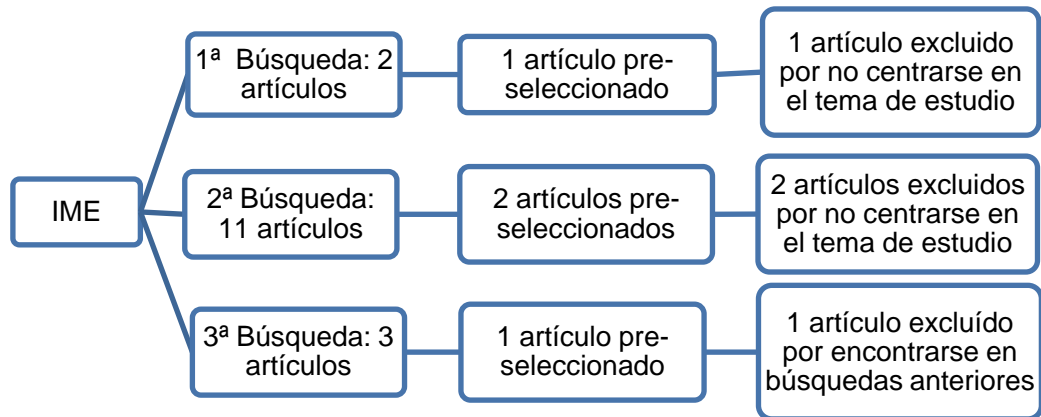 IME
1ª Búsqueda: 2
artículos
1 artículo pre-
seleccionado
1 artículo excluido
por no centrarse en
el tema de estudio
2ª Búsqueda:
11 artículos
2 artículos pre-
seleccionados
2 artículos excluidos
por no centrarse en
el tema de estudio
3ª Búsqueda: 3
artículos
1 artículo pre-
seleccionado
1 artículo excluído
por encontrarse en
búsquedas anteriores